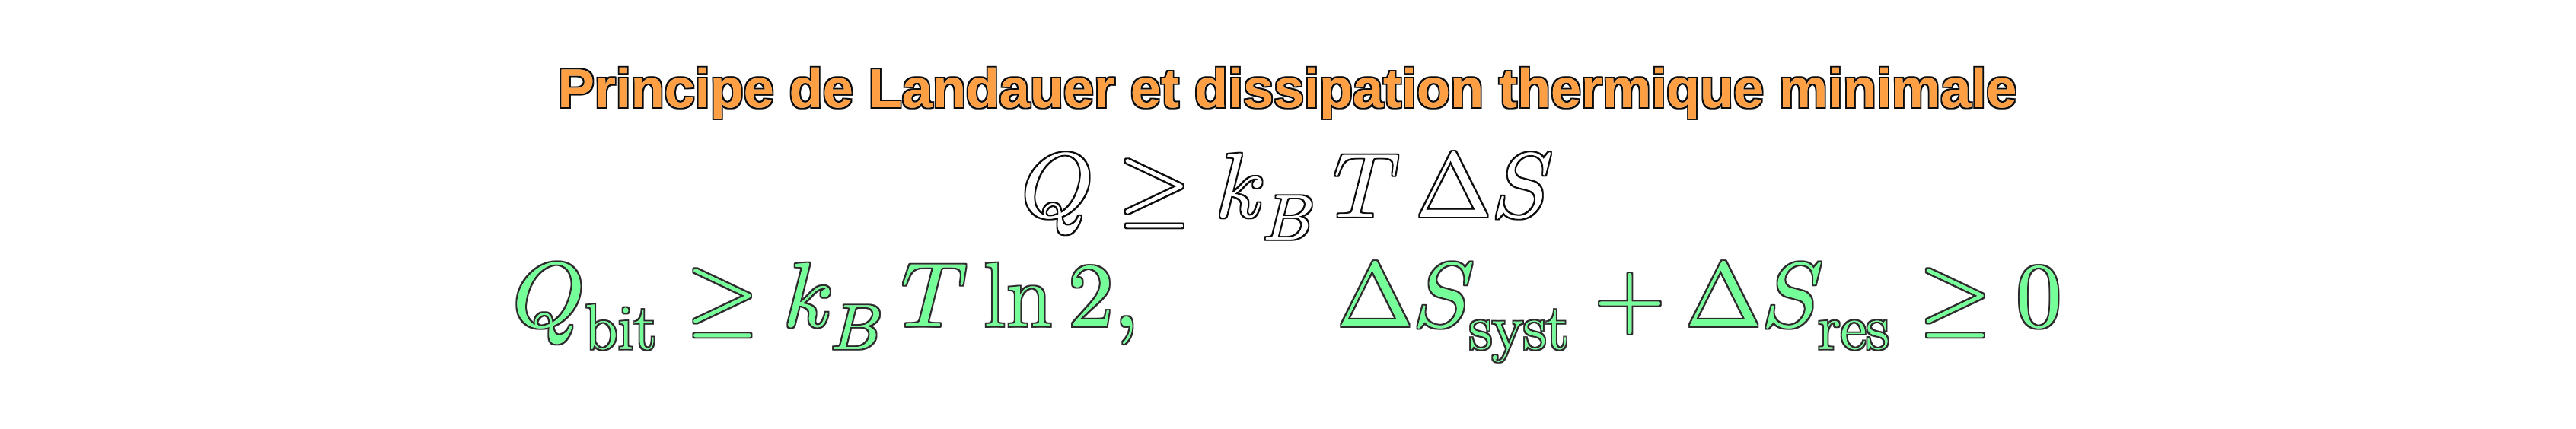 Principe de Landauer et dissipation thermique minimale
Q ≥ k_B T ΔS
Q_bit ≥ k_B T ln 2, ΔS_syst + ΔS_res ≥ 0